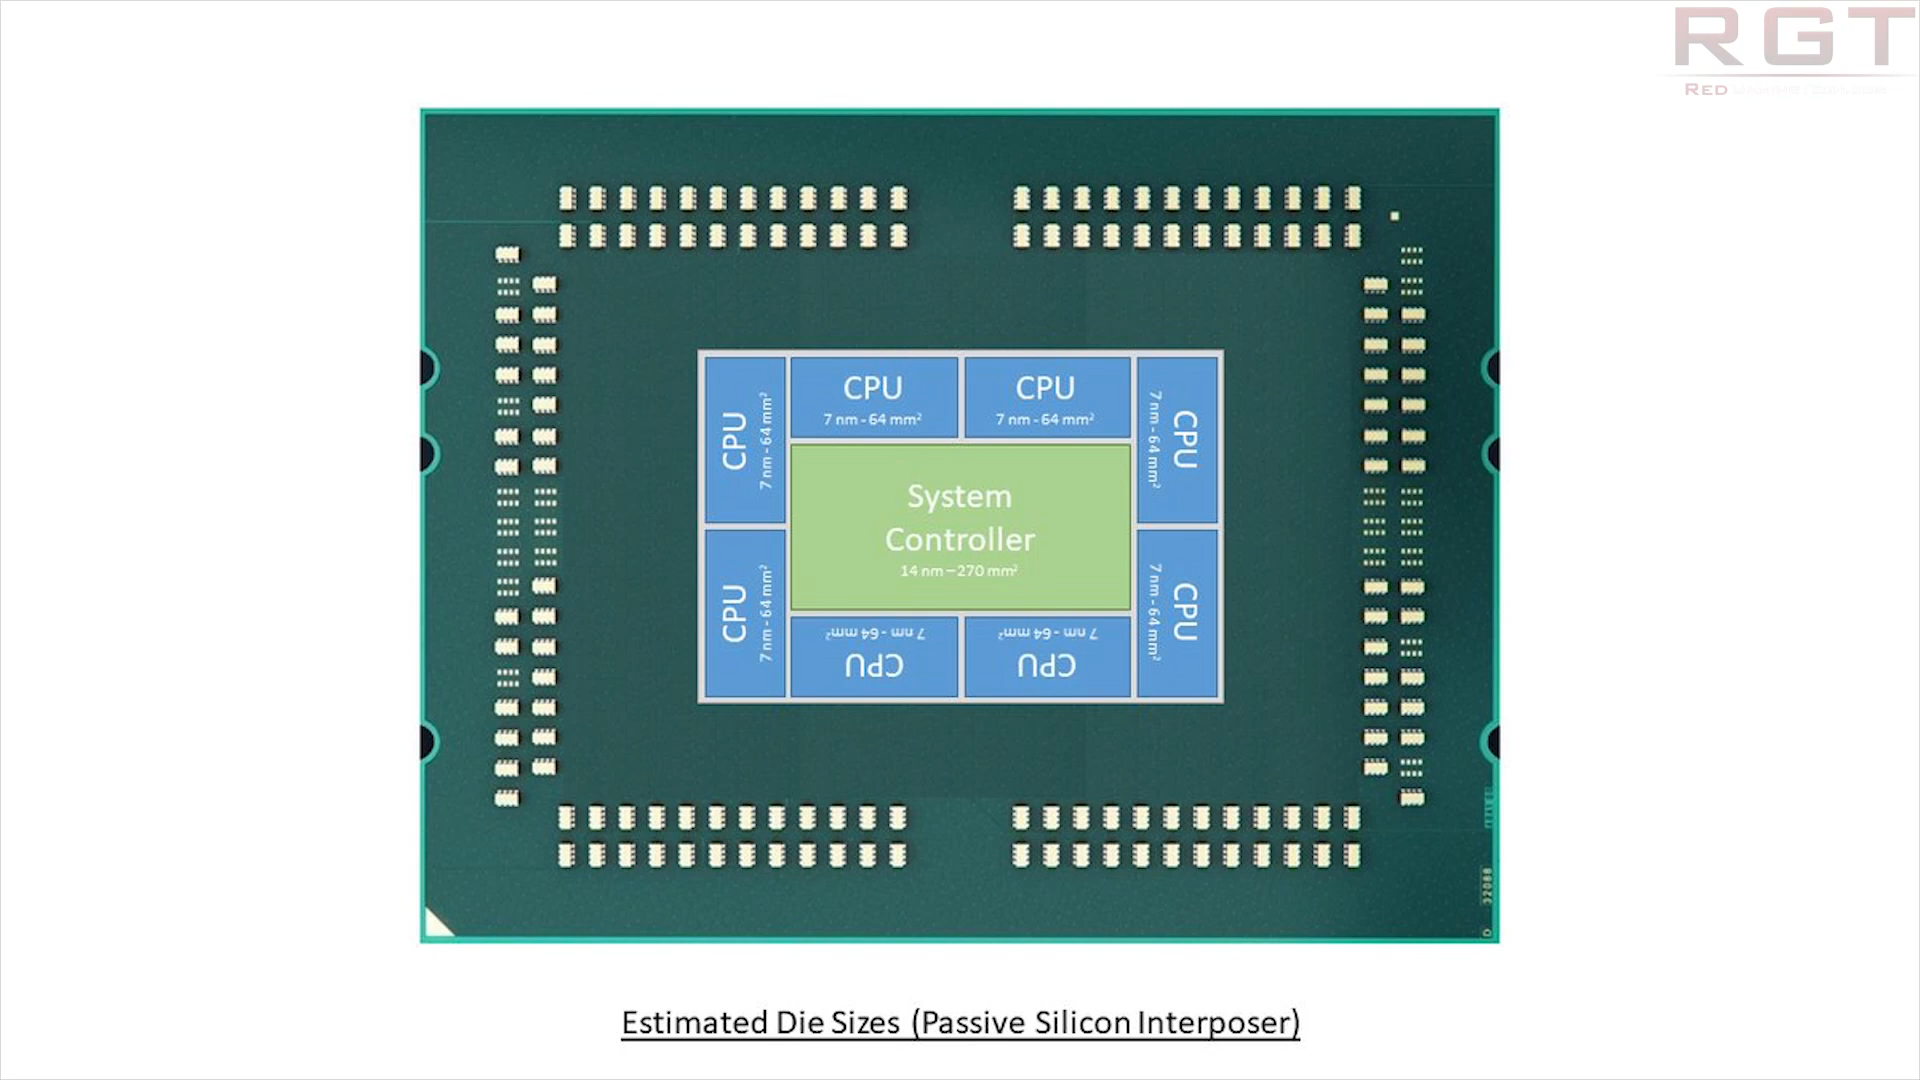 RGT
RED
CPU
7 nm - 64 mm²
CPU
7 nm - 64 mm²
CPU
7 nm - 64 mm²
CPU
7 nm - 64 mm²
System
Controller
14 nm – 270 mm²
CPU
7 nm - 64 mm²
CPU
7 nm - 64 mm²
CPU
7 nm - 64 mm²
CPU
7 nm - 64 mm²
32088
Estimated Die Sizes (Passive Silicon Interposer)